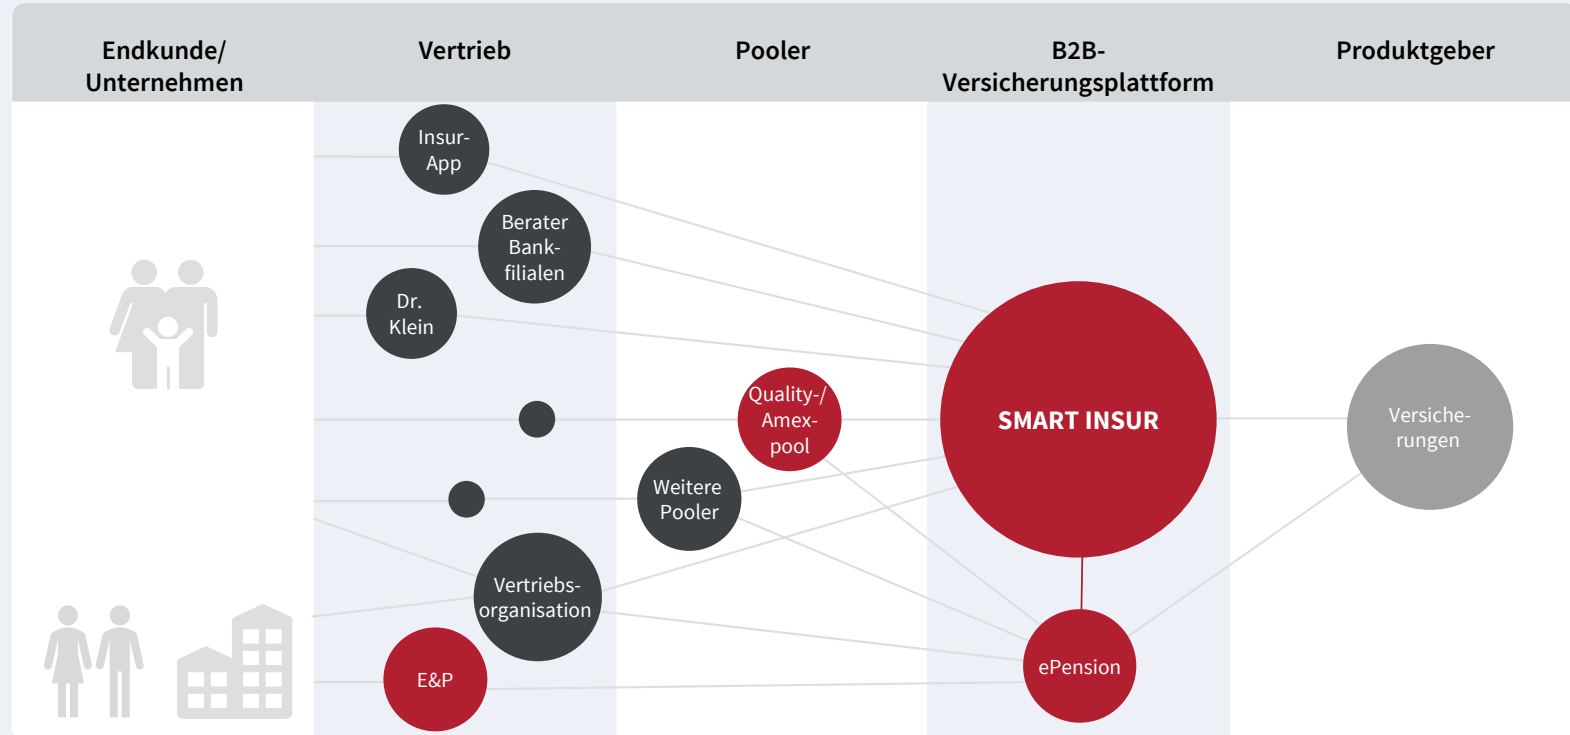 Endkunde/
Unternehmen
Vertrieb
Pooler
B2B-
Versicherungsplattform
Produktgeber
Insur-
App
Berater
Bank-
filialen
Dr.
Klein
Quality-/
Amex-
pool
SMART INSUR
Versiche-
rungen
Weitere
Pooler
Vertriebs-
organisation
E&P
ePension